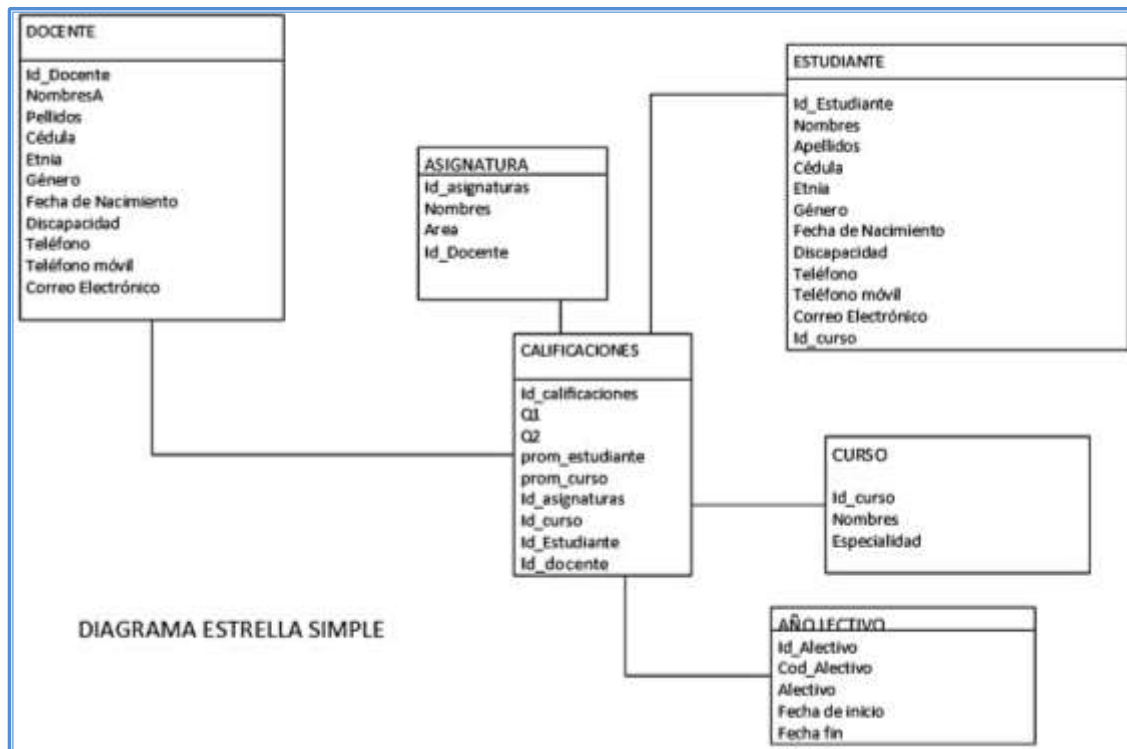 DOCENTE
Id_Docente
NombresA
Pellidos
Cédula
Etnia
Género
Fecha de Nacimiento
Discapacidad
Teléfono
Teléfono móvil
Correo Electrónico
ASIGNATURA
Id_asignaturas
Nombres
Area
Id_Docente
ESTUDIANTE
Id_Estudiante
Nombres
Apellidos
Cédula
Etnia
Género
Fecha de Nacimiento
Discapacidad
Teléfono
Teléfono móvil
Correo Electrónico
Id_curso
CALIFICACIONES
Id_calificaciones
Q1
Q2
prom_estudiante
prom_curso
Id_asignaturas
Id_curso
Id_Estudiante
Id_docente
CURSO
Id_curso
Nombres
Especialidad
DIAGRAMA ESTRELLA SIMPLE
AÑO LECTIVO
Id_Alectivo
Cod_Alectivo
Alectivo
Fecha de inicio
Fecha fin